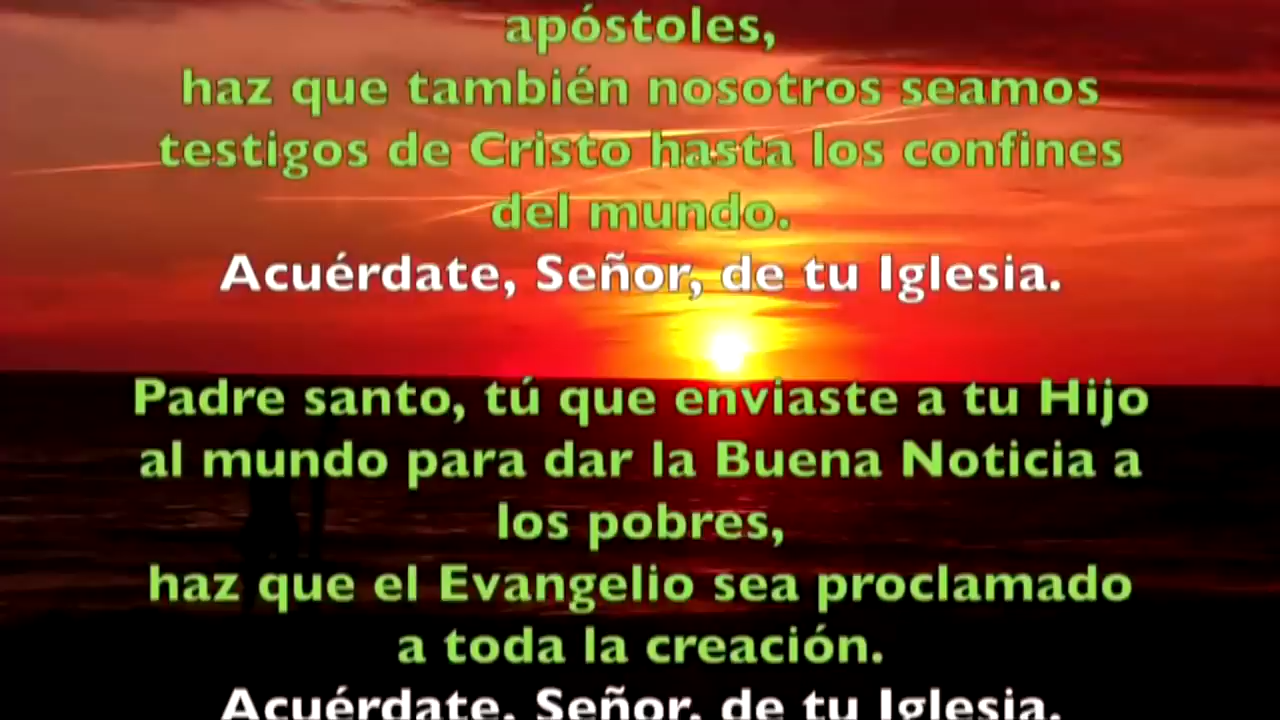 apóstoles,
haz que también nosotros seamos
testigos de Cristo hasta los confines
del mundo.
Acuérdate, Señor, de tu Iglesia.
Padre santo, tú que enviaste a tu Hijo
al mundo para dar la Buena Noticia a
los pobres,
haz que el Evangelio sea proclamado
a toda la creación.
Acuérdate, Señor, de tu Iglesia.